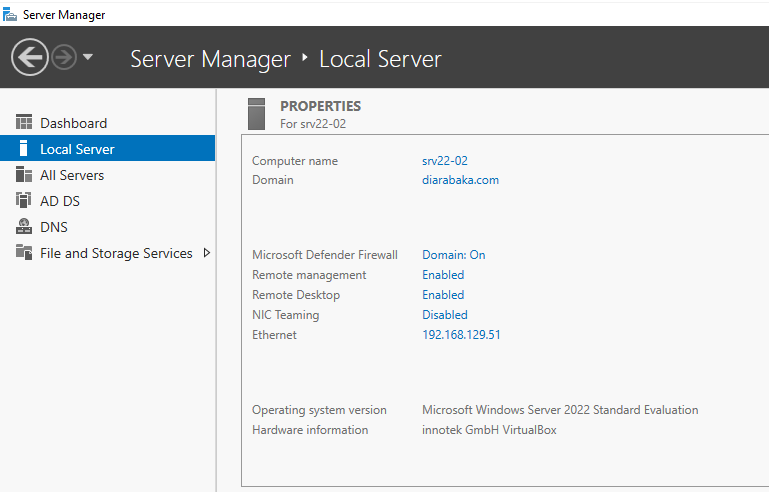 Server Manager
Server Manager ‣ Local Server
Dashboard
Local Server
All Servers
AD DS
DNS
File and Storage Services
PROPERTIES
For srv22-02
Computer name srv22-02
Domain diarabaka.com
Microsoft Defender Firewall Domain: On
Remote management Enabled
Remote Desktop Enabled
NIC Teaming Disabled
Ethernet 192.168.129.51
Operating system version Microsoft Windows Server 2022 Standard Evaluation
Hardware information innotek GmbH VirtualBox